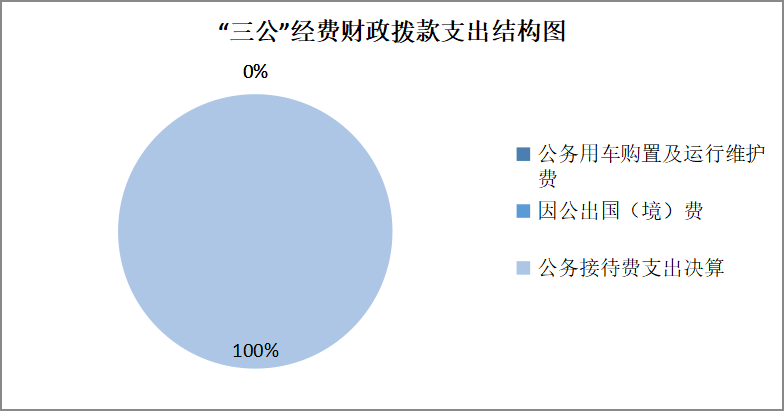 “三公”经费财政拨款支出结构图
0%
100%
公务用车购置及运行维护
费
因公出国（境）费
公务接待费支出决算